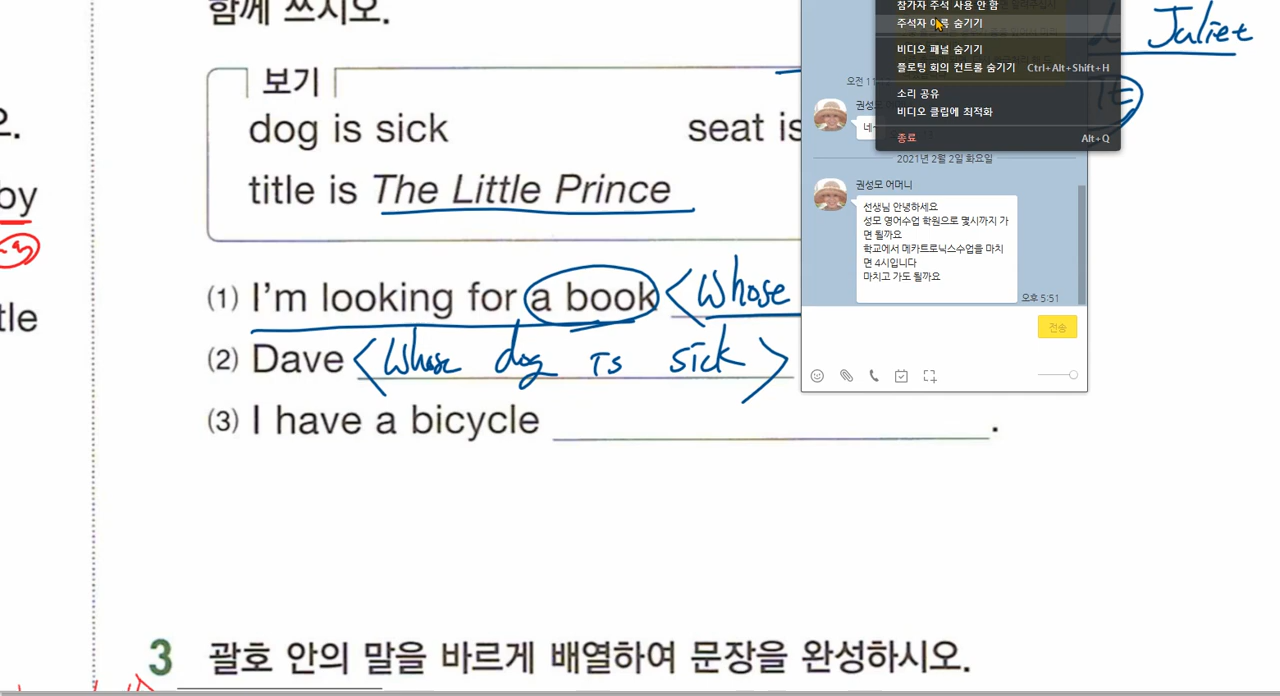 함께 쓰시오.
보기
dog is sick seat is
title is The Little Prince
(1) I'm looking for a book <Whose
(2) Dave <Whose dog is sick>
(3) I have a bicycle .
3 괄호 안의 말을 바르게 배열하여 문장을 완성하시오.
오.
by
tle
Juliet
참가자 주석 사용 안 함
주석자 이름 숨기기
비디오 패널 숨기기
플로팅 회의 컨트롤 숨기기 Ctrl+Alt+Shift+H
소리 공유
비디오 클립에 최적화
종료 Alt+Q
오전 11
권성모
네~
2021년 2월 2일 화요일
권성모 어머니
선생님 안녕하세요
성모 영어수업 학원으로 몇시까지 가
면 될까요
학교에서 메카트로닉스수업을 마치
면 4시입니다
마치고 가도 될까요
오후 5:51
전송